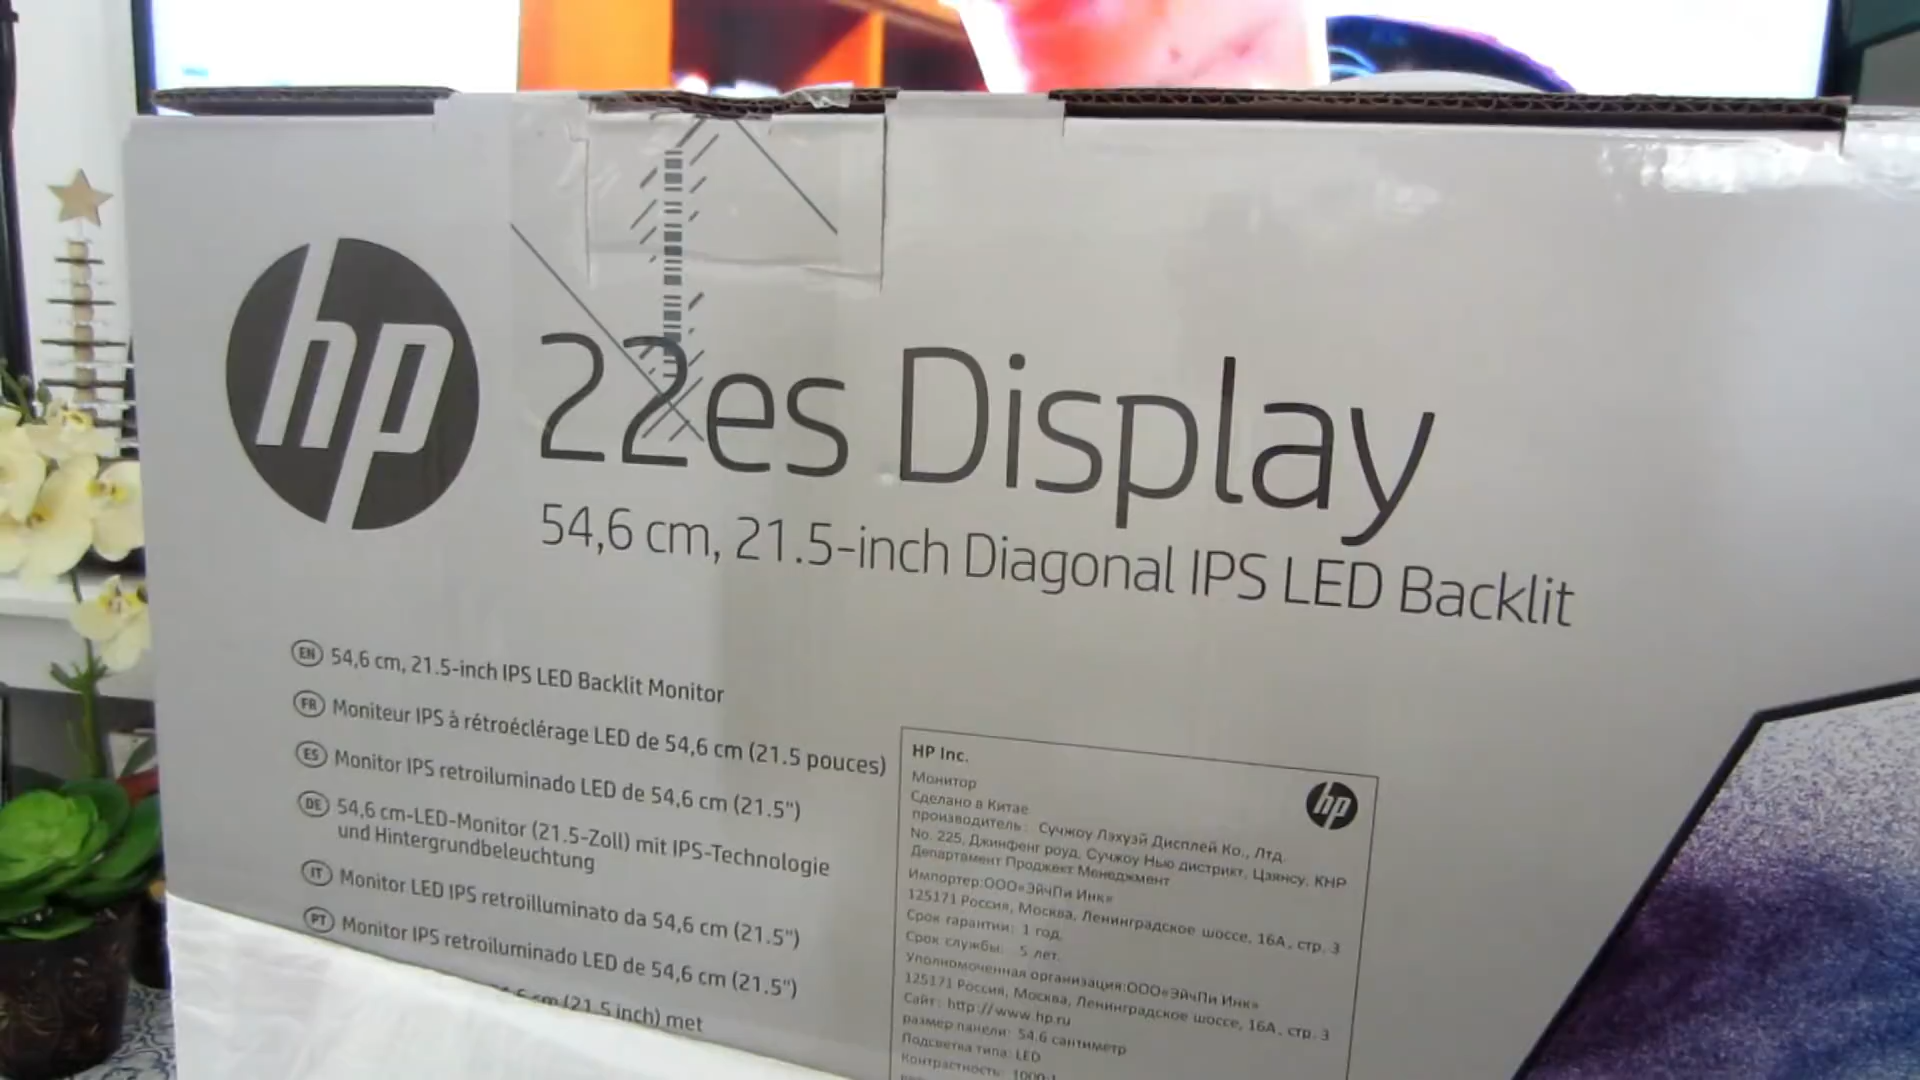 hp
22es Display
54,6 cm, 21.5-inch Diagonal IPS LED Backlit
EN 54,6 cm, 21.5-inch IPS LED Backlit Monitor
FR Moniteur IPS à rétroéclérage LED de 54,6 cm (21.5 pouces)
ES Monitor IPS retroiluminado LED de 54,6 cm (21.5")
DE 54,6 cm-LED-Monitor (21.5-Zoll) mit IPS-Technologie
und Hintergrundbeleuchtung
IT Monitor LED IPS retroilluminato da 54,6 cm (21.5")
PT Monitor IPS retroiluminado LED de 54,6 cm (21.5")
cm (21.5 inch) met
HP Inc.
hp
Монитор
Сделано в Китае
производитель: Сучжоу Лэхуэй Дисплей Ко., Лтд.
No. 225, Джинфенг роуд, Сучжоу Нью дистрикт, Цзянсу, КНР
Департамент Проджект Менеджмент
Импортер:ООО«ЭйчПи Инк»
125171 Россия, Москва, Ленинградское шоссе, 16А, стр. 3
Срок гарантии: 1 год.
Срок службы: 5 лет.
Уполномоченная организация:ООО«ЭйчПи Инк»
125171 Россия, Москва, Ленинградское шоссе, 16А, стр. 3
Сайт: http://www.hp.ru
размер панели: 54.6 сантиметр
Подсветка типа: LED
Контрастность: 1000:1